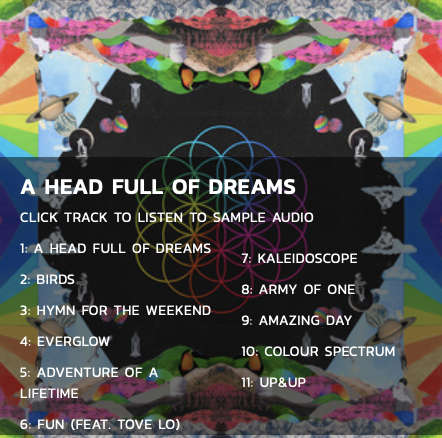 A HEAD FULL OF DREAMS
CLICK TRACK TO LISTEN TO SAMPLE AUDIO
1: A HEAD FULL OF DREAMS
2: BIRDS
3: HYMN FOR THE WEEKEND
4: EVERGLOW
5: ADVENTURE OF A
LIFETIME
6: FUN (FEAT. TOVE LO)
7: KALEIDOSCOPE
8: ARMY OF ONE
9: AMAZING DAY
10: COLOUR SPECTRUM
11: UP&UP